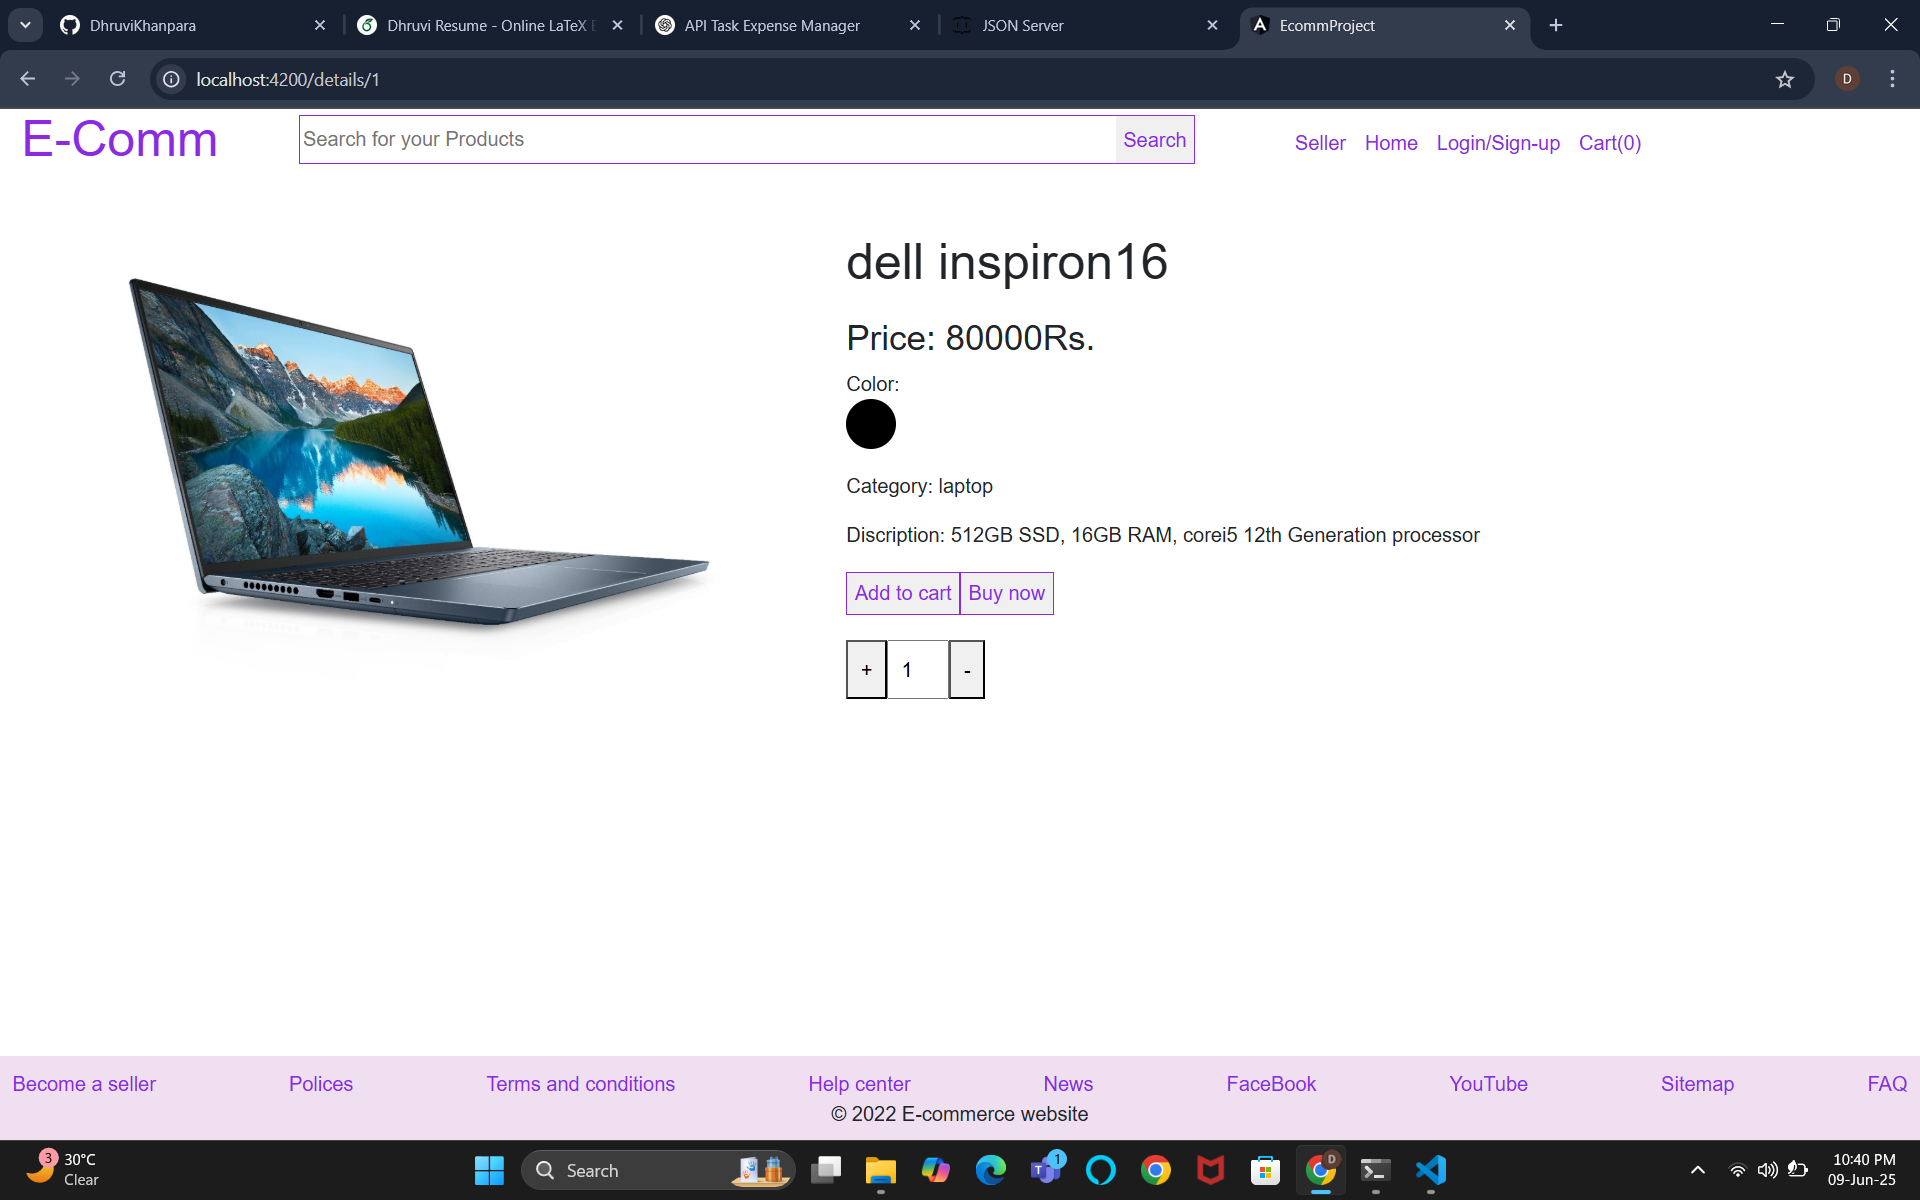 DhruviKhanpara
Dhruvi Resume - Online LaTeX E
API Task Expense Manager
JSON Server
EcommProject
localhost:4200/details/1
D
E-Comm
Search for your Products
Search
Seller Home Login/Sign-up Cart(0)
dell inspiron16
Price: 80000Rs.
Color:
Category: laptop
Discription: 512GB SSD, 16GB RAM, corei5 12th Generation processor
Add to cart Buy now
+ 1 -
Become a seller Polices Terms and conditions Help center News FaceBook YouTube Sitemap FAQ
© 2022 E-commerce website
3
30°C
Clear
Search
1
D
10:40 PM
09-Jun-25